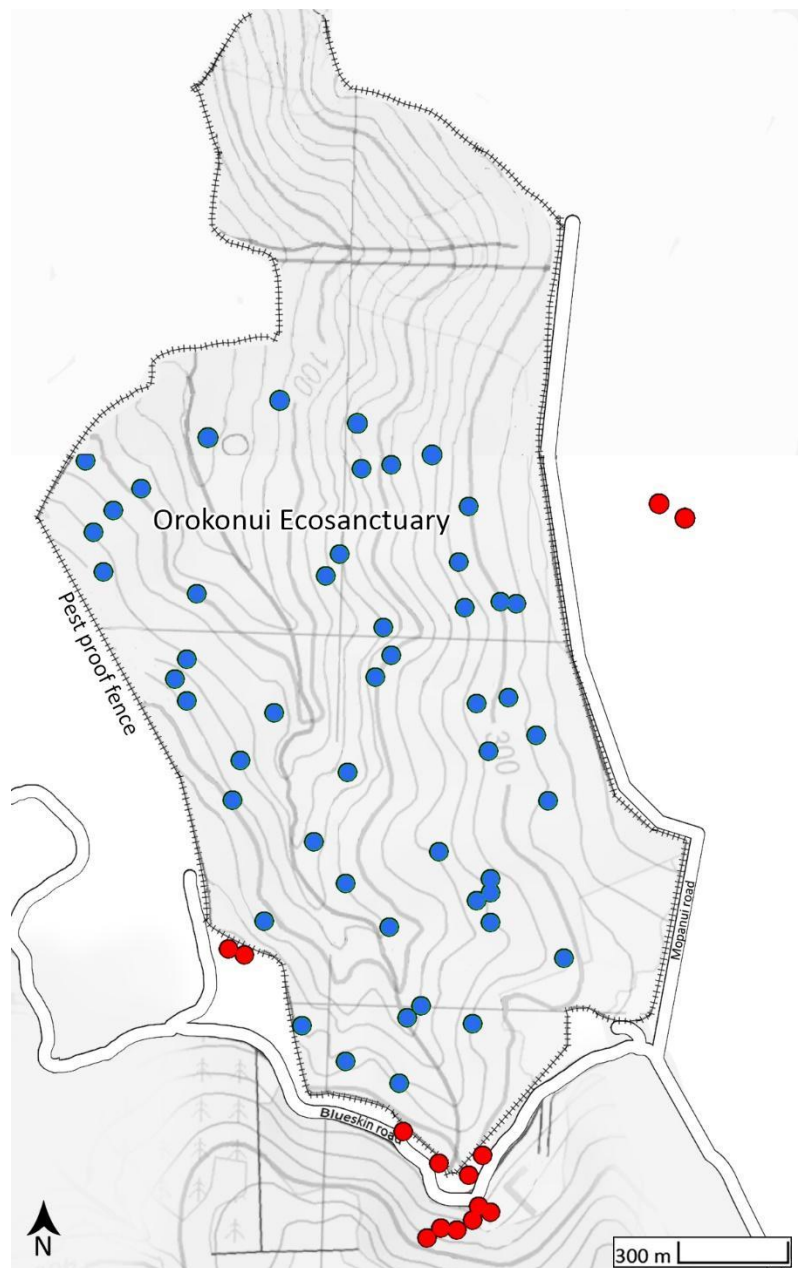 100
Orokonui Ecosanctuary
Pest proof fence
300
Mopanui road
Blueskin road
N
300 m